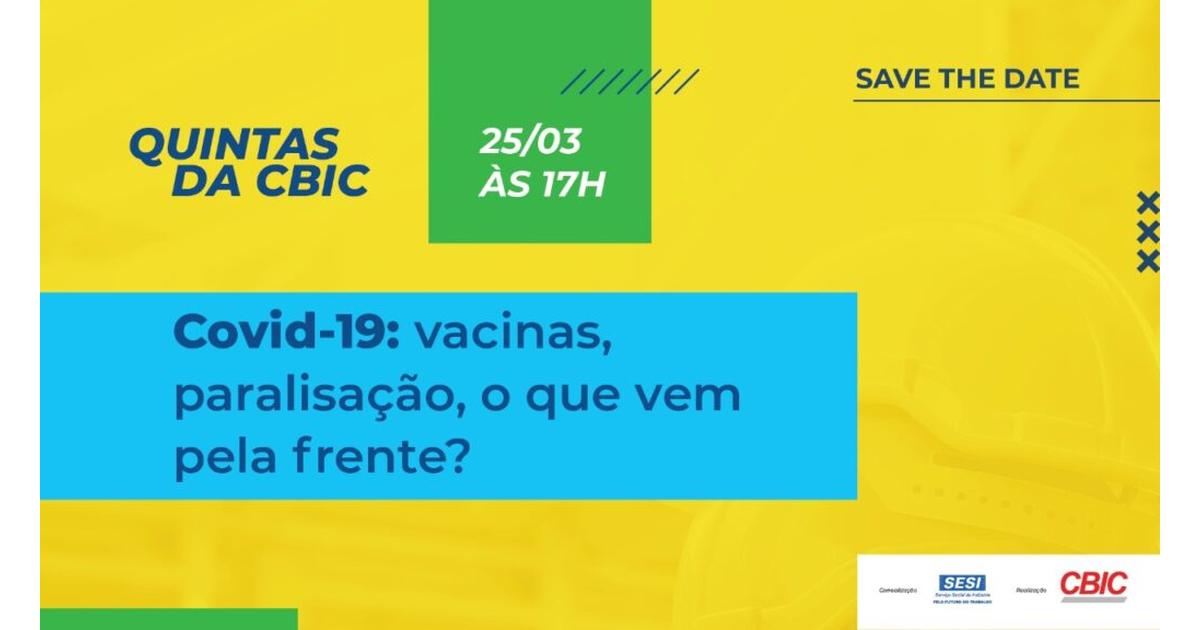 SAVE THE DATE
QUINTAS
DA CBIC
25/03
ÀS 17H
Covid-19: vacinas,
paralisação, o que vem
pela frente?
Correalização
SESI
Serviço Social da Indústria
PELO FUTURO DO TRABALHO
Realização
CBIC